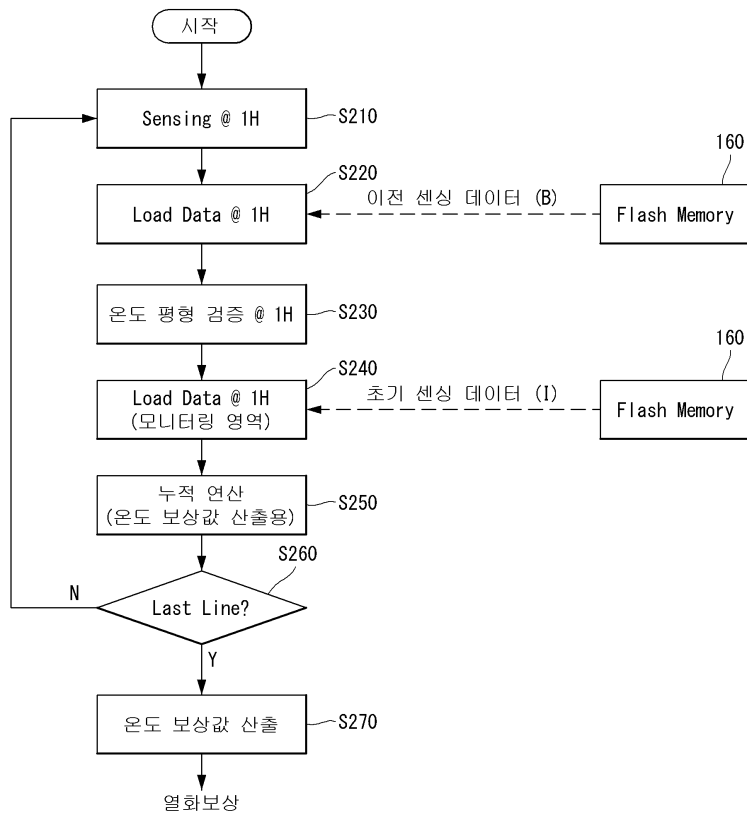 시작
Sensing @ 1H
S210
S220
160
Load Data @ 1H
이전 센싱 데이터 (B)
Flash Memory
온도 평형 검증 @ 1H
S230
S240
160
Load Data @ 1H
(모니터링 영역)
초기 센싱 데이터 (I)
Flash Memory
누적 연산
(온도 보상값 산출용)
S250
S260
N
Last Line?
Y
온도 보상값 산출
S270
열화보상